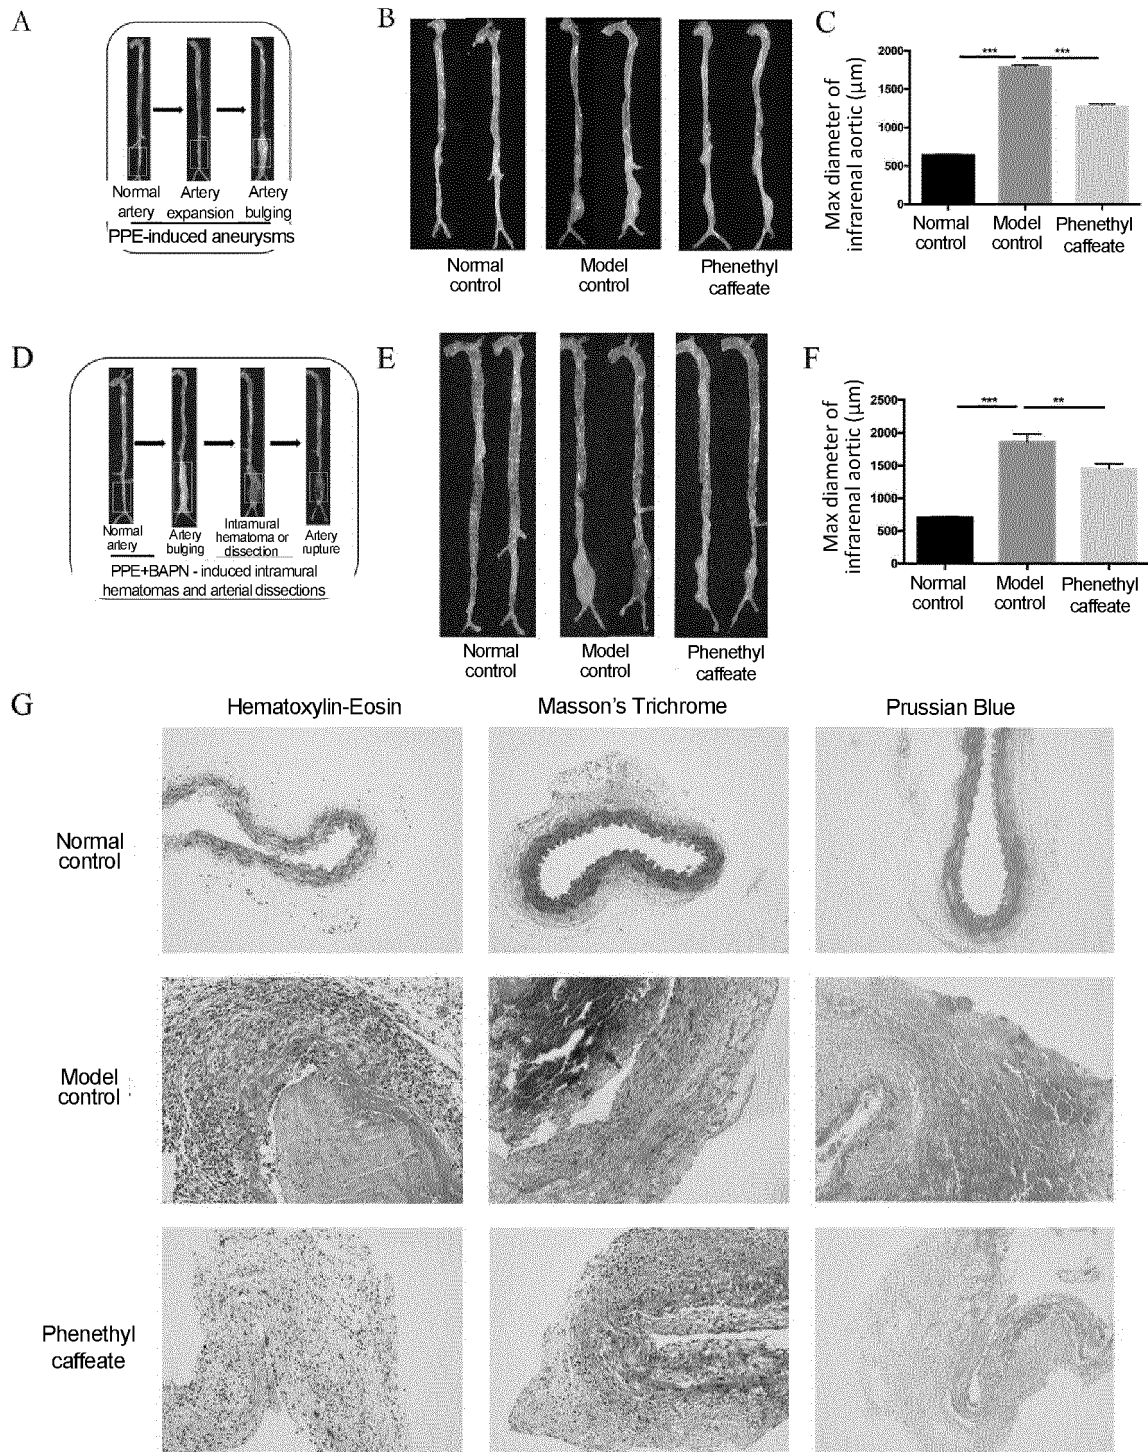 A
Normal
artery
Artery
expansion
Artery
bulging
PPE-induced aneurysms
B
Normal
control
Model
control
Phenethyl
caffeate
C
Max diameter of
infrarenal aortic (μm)
2000
1500
1000
500
0
***
***
Normal
control
Model
control
Phenethyl
caffeate
D
Normal
artery
Artery
bulging
Intramural
hematoma or
dissection
Artery
rupture
PPE+BAPN - induced intramural
hematomas and arterial dissections
E
Normal
control
Model
control
Phenethyl
caffeate
F
Max diameter of
infrarenal aortic (μm)
2500
2000
1500
1000
500
0
***
**
Normal
control
Model
control
Phenethyl
caffeate
G
Hematoxylin-Eosin
Masson's Trichrome
Prussian Blue
Normal
control
Model
control
Phenethyl
caffeate